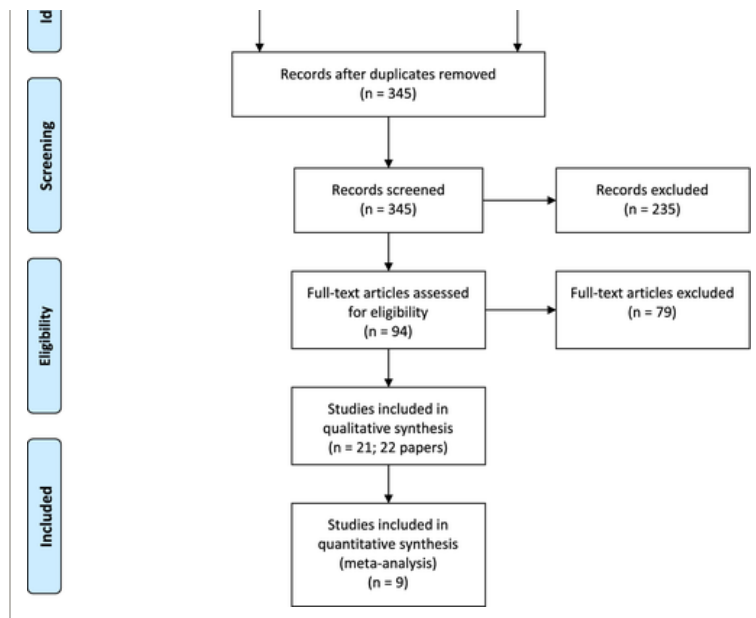 Id
Records after duplicates removed
(n = 345)
Screening
Records screened
(n = 345)
Records excluded
(n = 235)
Eligibility
Full-text articles assessed
for eligibility
(n = 94)
Full-text articles excluded
(n = 79)
Studies included in
qualitative synthesis
(n = 21; 22 papers)
Included
Studies included in
quantitative synthesis
(meta-analysis)
(n = 9)